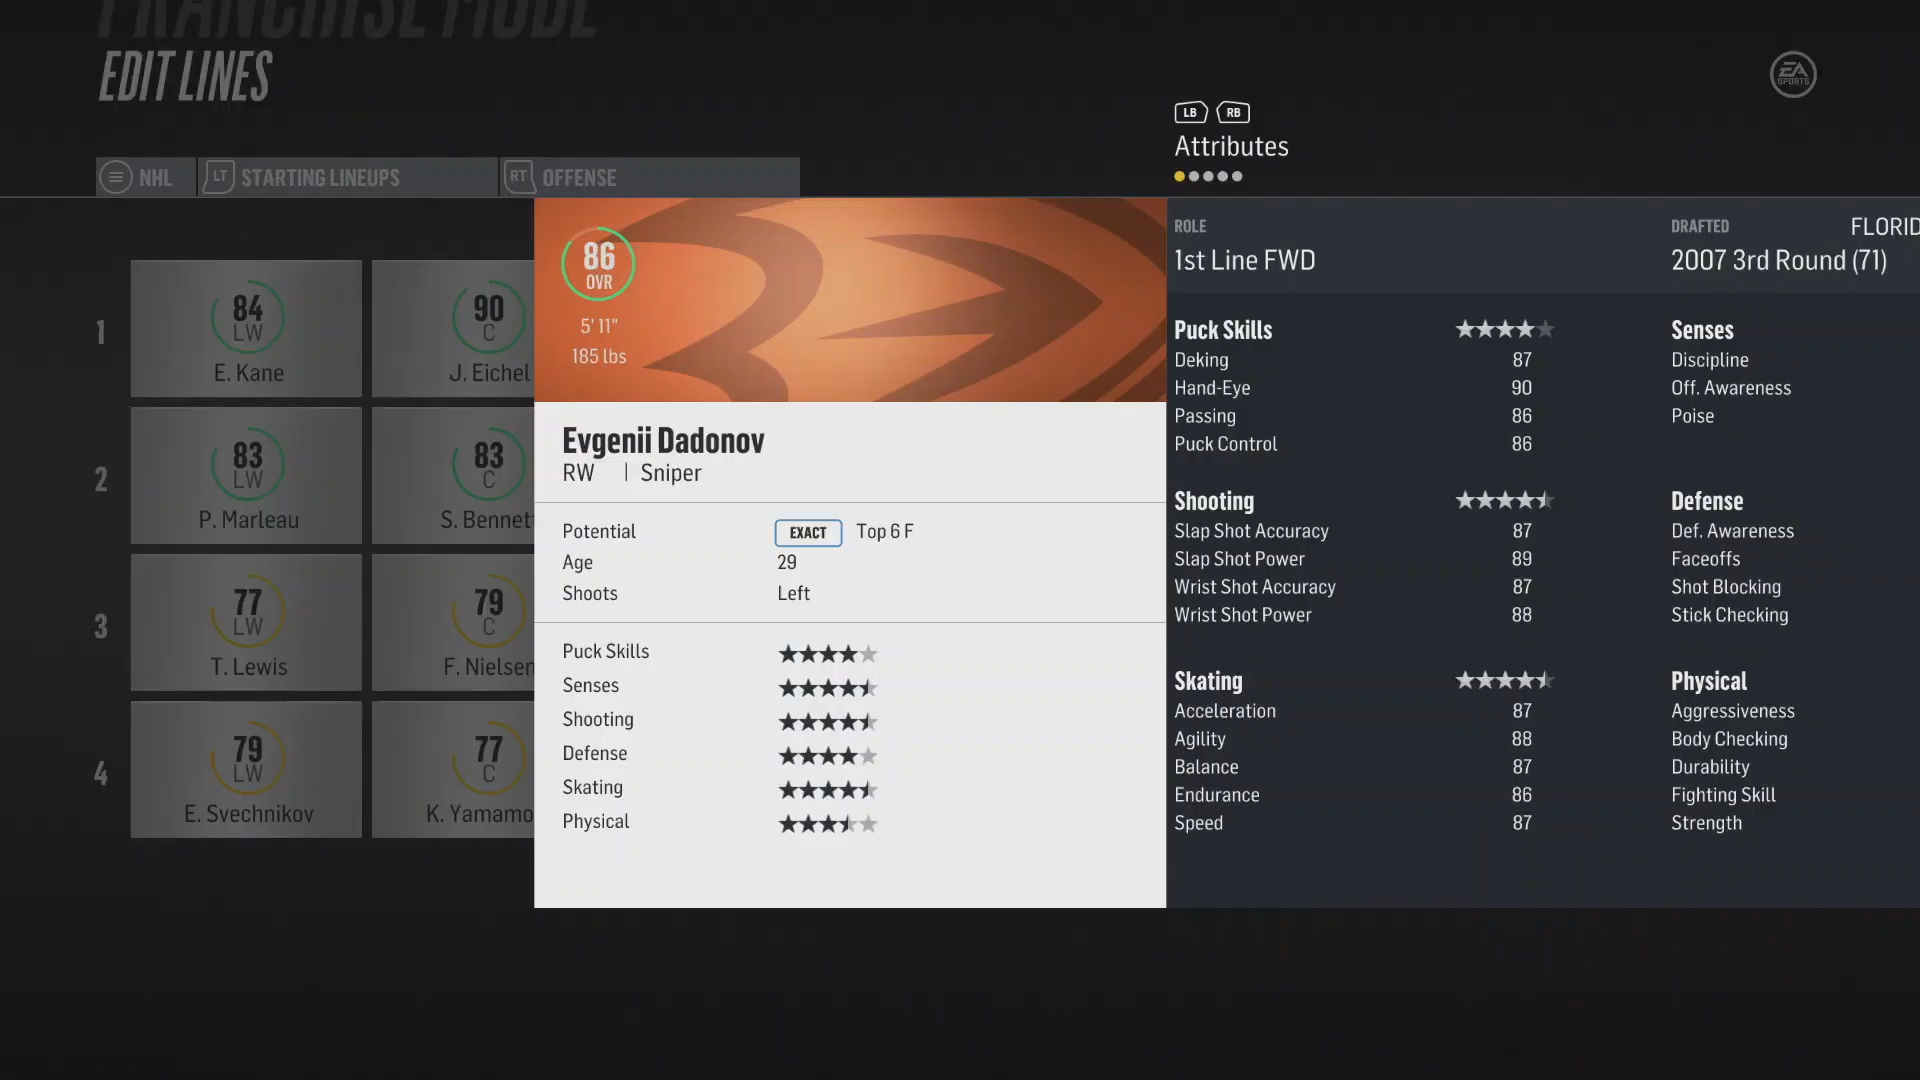 FRANCHISE MODE
EDIT LINES
EA SPORTS
LB RB
Attributes
NHL LT STARTING LINEUPS RT OFFENSE
1
84
LW
E. Kane
90
C
J. Eichel
2
83
LW
P. Marleau
83
C
S. Bennet
3
77
LW
T. Lewis
79
C
F. Nielsen
4
79
LW
E. Svechnikov
77
C
K. Yamamo
86
OVR
5' 11"
185 lbs
Evgenii Dadonov
RW | Sniper
Potential EXACT Top 6 F
Age 29
Shoots Left
Puck Skills
Senses
Shooting
Defense
Skating
Physical
ROLE
1st Line FWD
DRAFTED FLORID
2007 3rd Round (71)
Puck Skills
Deking 87
Hand-Eye 90
Passing 86
Puck Control 86
Senses
Discipline
Off. Awareness
Poise
Shooting
Slap Shot Accuracy 87
Slap Shot Power 89
Wrist Shot Accuracy 87
Wrist Shot Power 88
Defense
Def. Awareness
Faceoffs
Shot Blocking
Stick Checking
Skating
Acceleration 87
Agility 88
Balance 87
Endurance 86
Speed 87
Physical
Aggressiveness
Body Checking
Durability
Fighting Skill
Strength